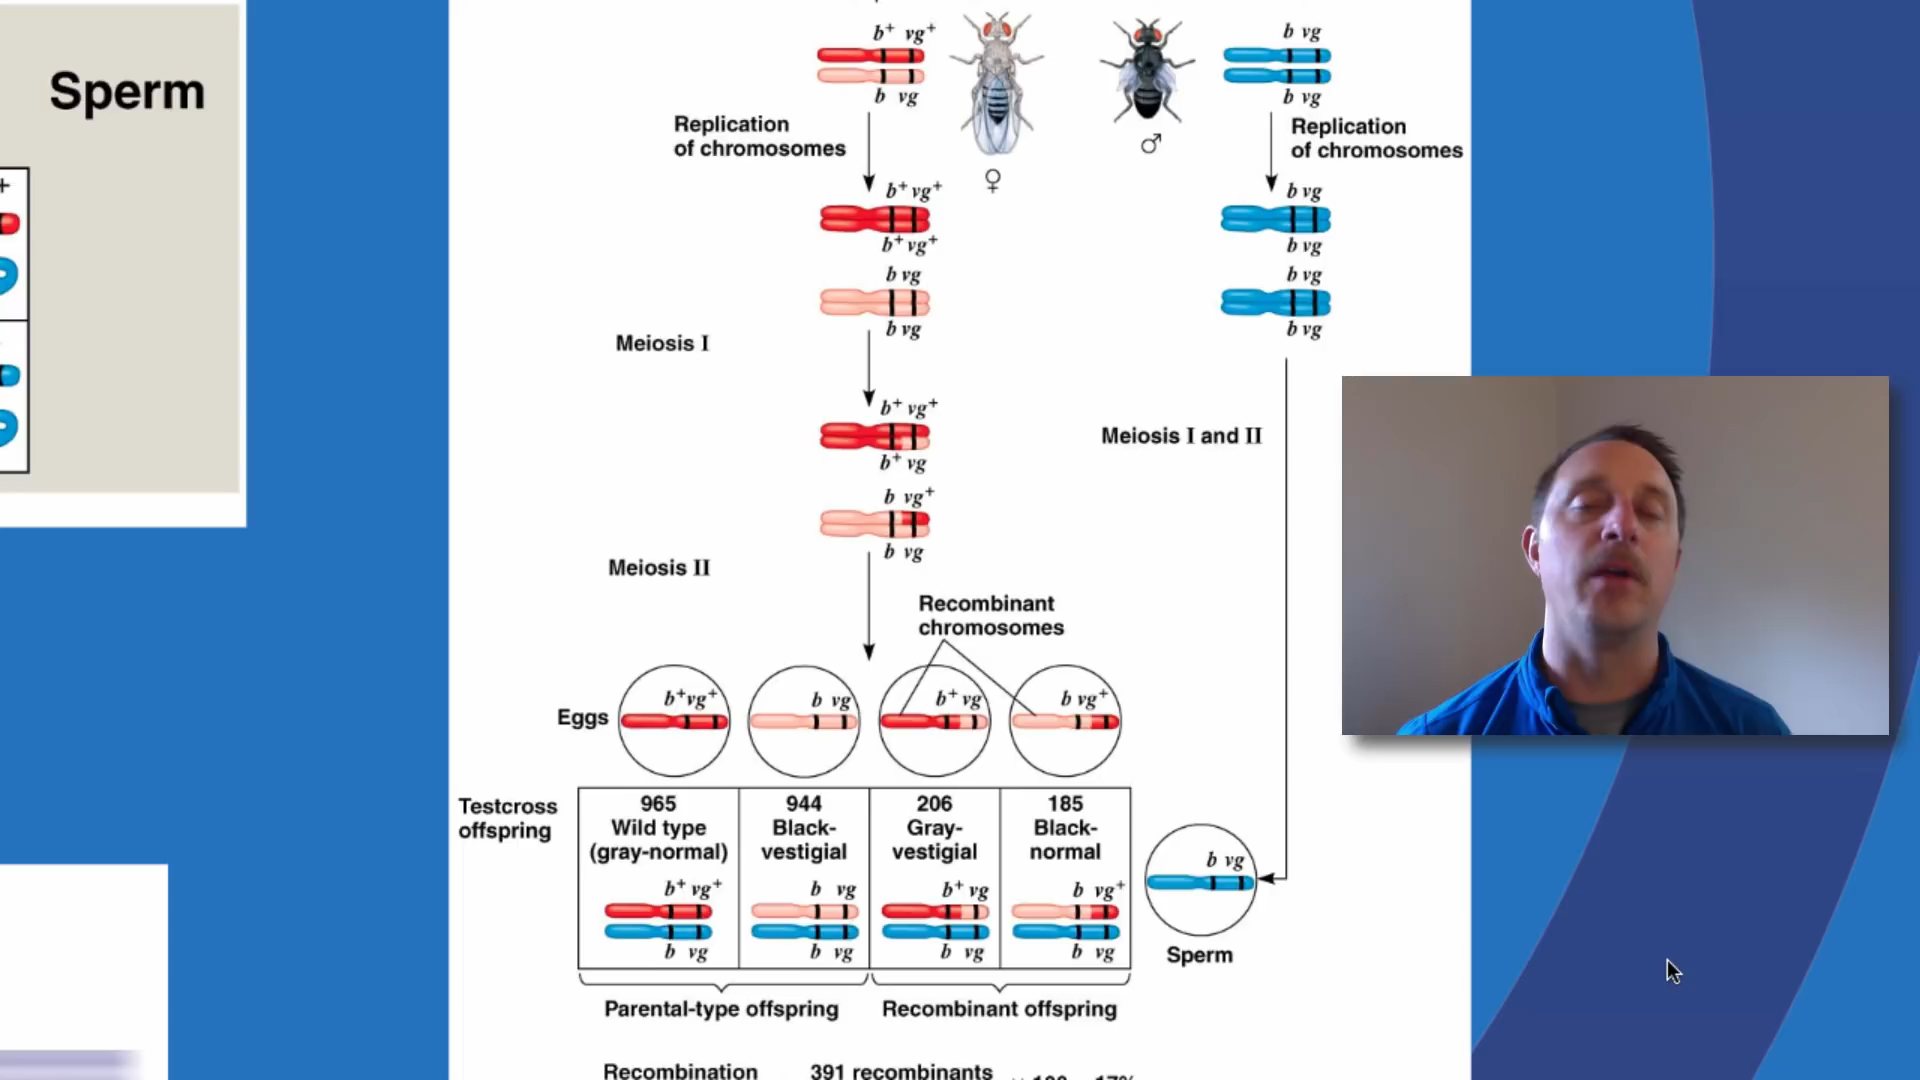 Sperm
+
b+ vg+
b vg
Replication
of chromosomes
b+ vg+
b+ vg+
b vg
b vg
Meiosis I
b+ vg+
b+ vg
b vg+
b vg
Meiosis II
♀
♂
b vg
b vg
Replication
of chromosomes
b vg
b vg
b vg
b vg
Meiosis I and II
Recombinant
chromosomes
Eggs
b+vg+
b vg
b+ vg
b vg+
Testcross
offspring
965
Wild type
(gray-normal)
b+ vg+
b vg
944
Black-
vestigial
b vg
b vg
206
Gray-
vestigial
b+ vg
b vg
185
Black-
normal
b vg+
b vg
b vg
Sperm
Parental-type offspring
Recombinant offspring
Recombination
391 recombinants